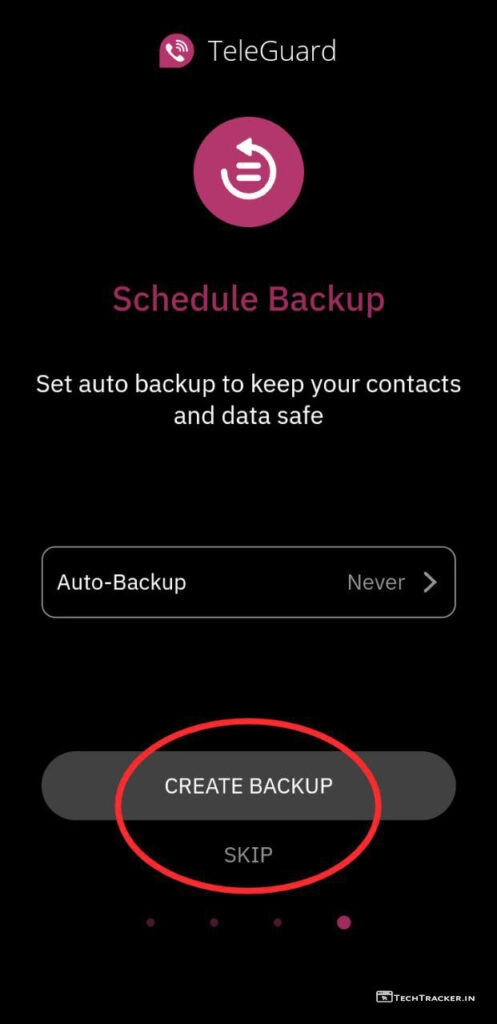 TeleGuard
Schedule Backup
Set auto backup to keep your contacts
and data safe
Auto-Backup Never
CREATE BACKUP
SKIP
TECHTRACKER.IN